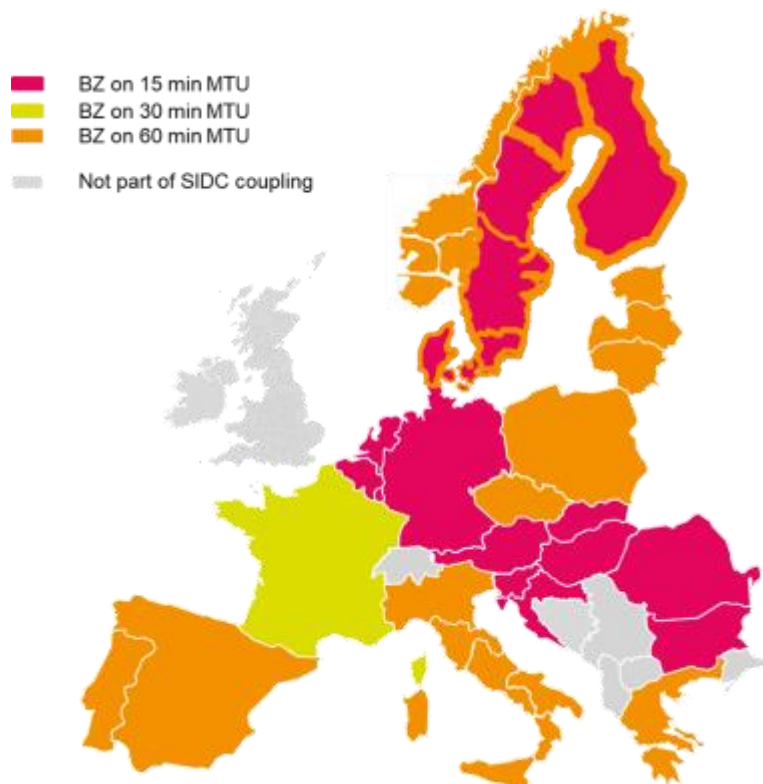 BZ on 15 min MTU
BZ on 30 min MTU
BZ on 60 min MTU
Not part of SIDC coupling